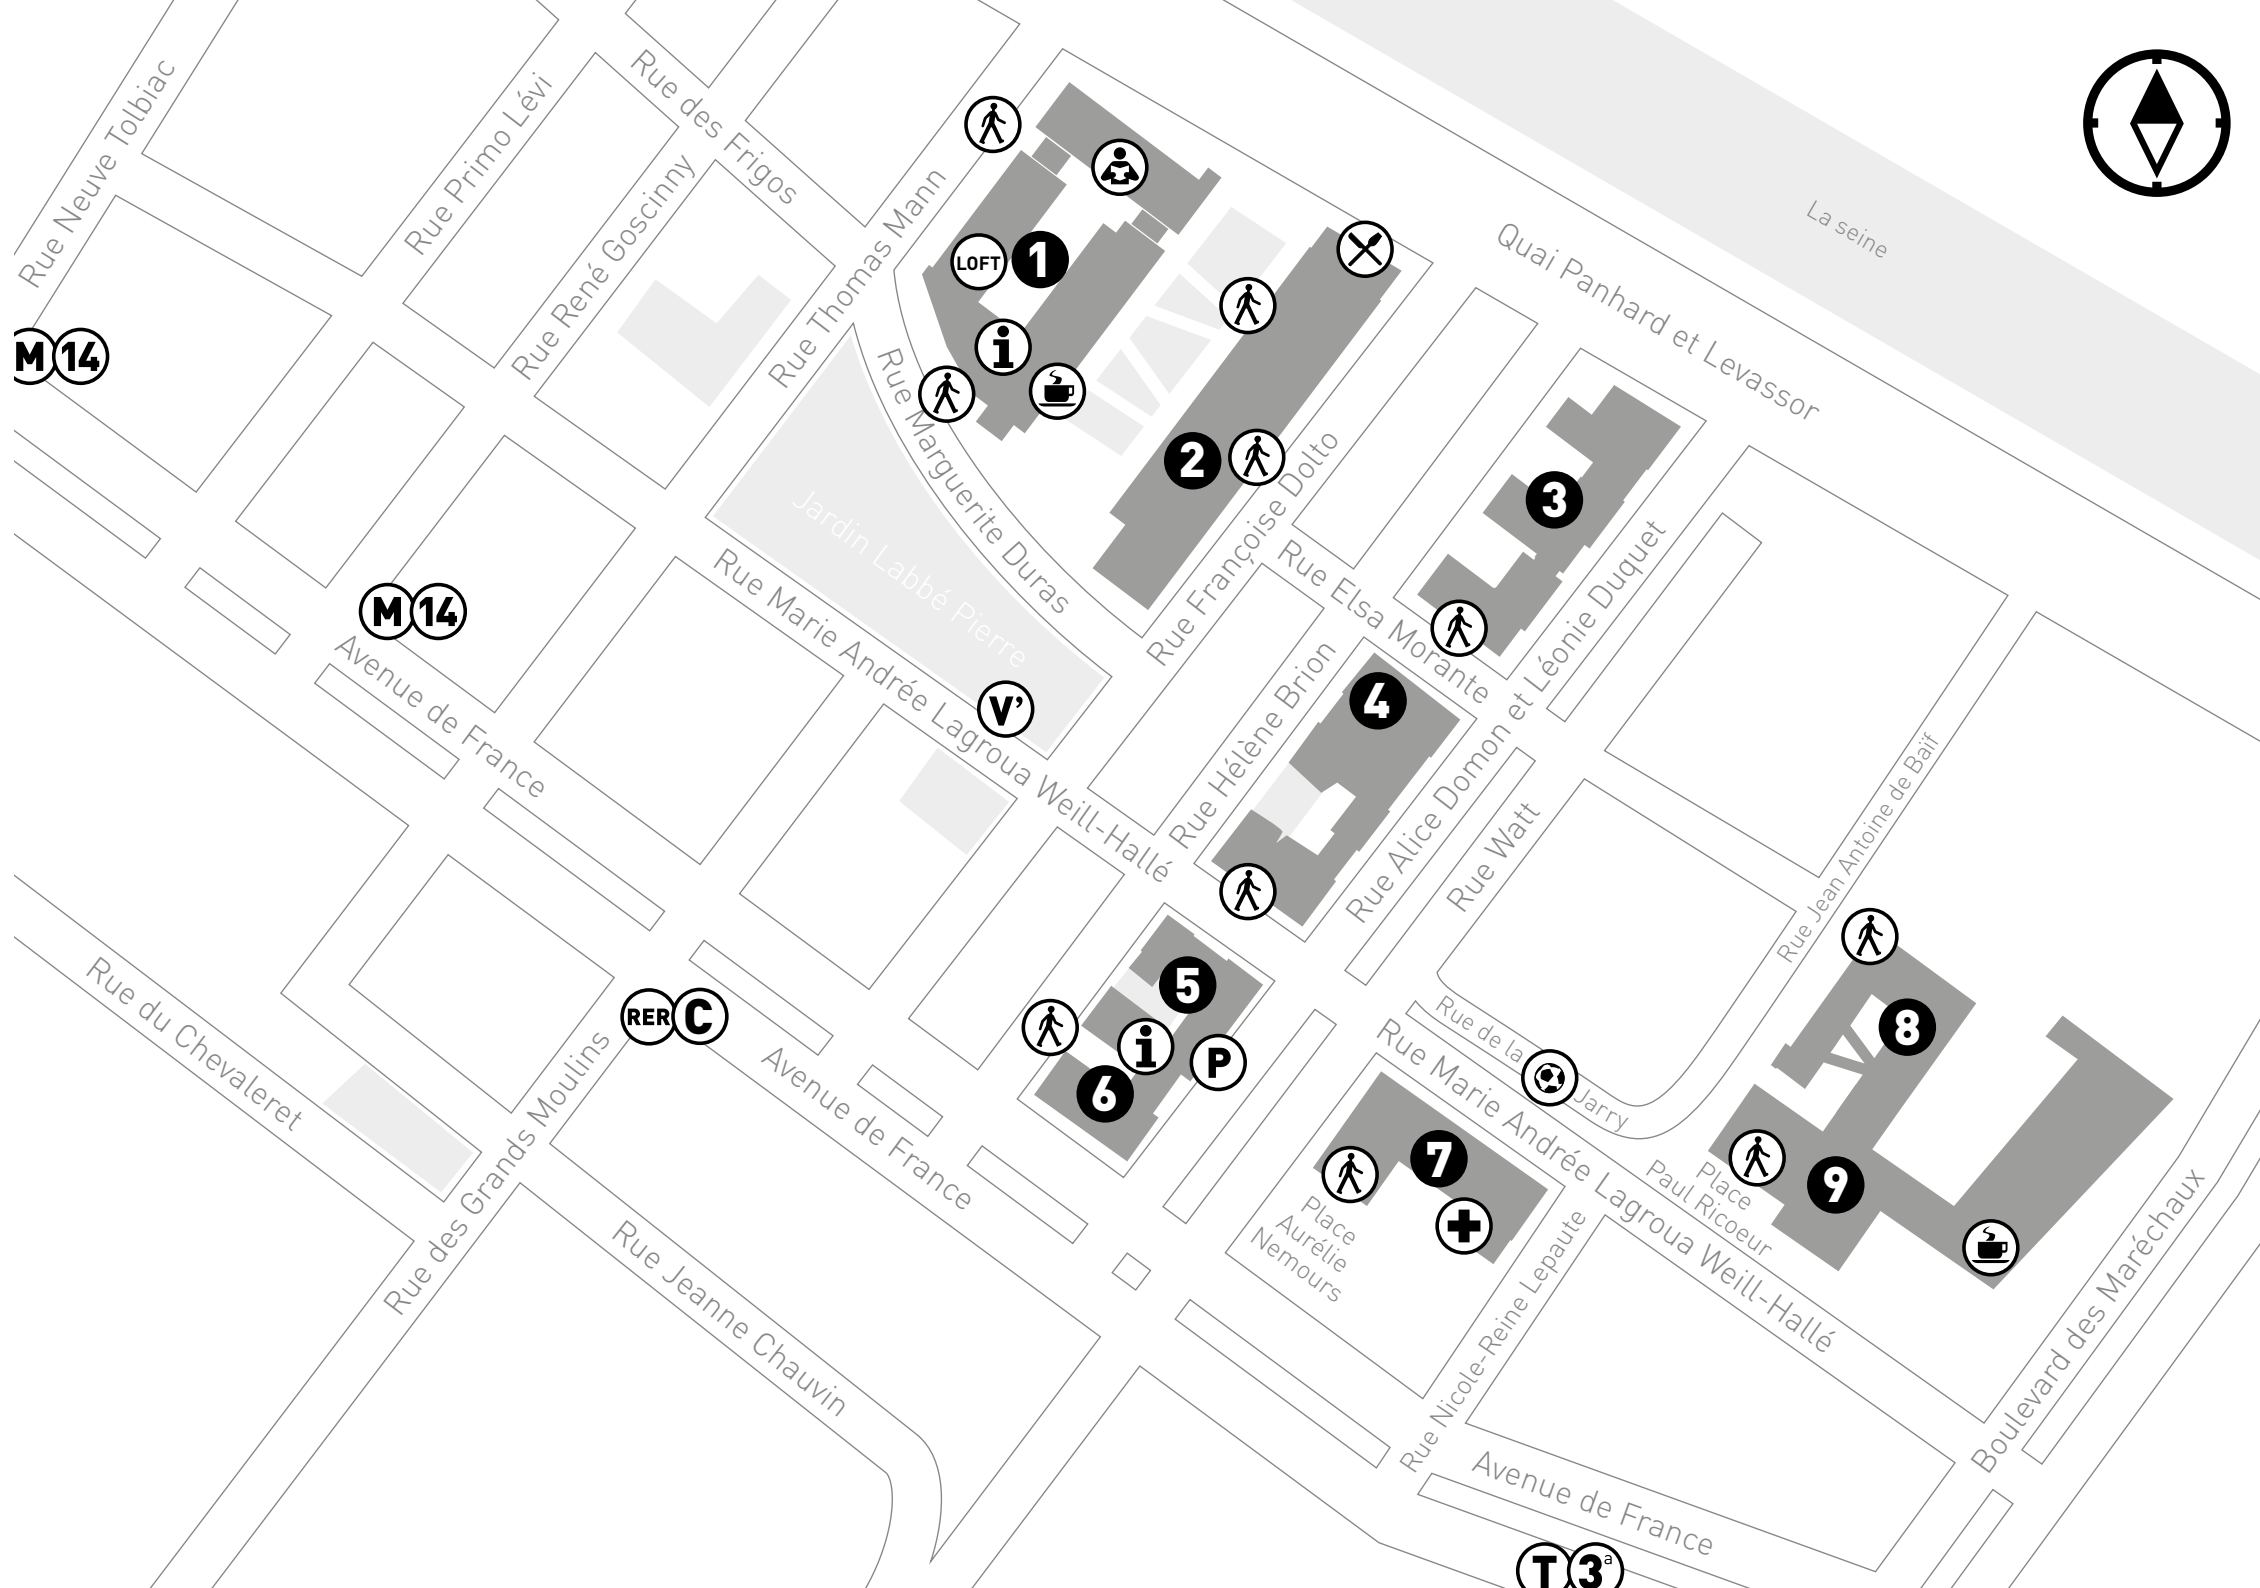 Rue Neuve Tolbiac
Rue Primo Lévi
Rue des Frigos
Rue René Goscinny
Rue Thomas Mann
La seine
Quai Panhard et Levassor
LOFT
1
i
M 14
Rue Marguerite Duras
2
Rue Françoise Dolto
3
Jardin Labbé Pierre
Rue Marie Andrée Lagroua Weill-Hallé
Rue Elsa Morante
M 14
Avenue de France
V'
Rue Hélène Brion
4
Rue Alice Domon et Léonie Duquet
Rue Watt
Rue Jean Antoine de Baïf
Rue du Chevaleret
RER C
Rue des Grands Moulins
Avenue de France
5
i
P
6
Rue de la
Jarry
Rue Marie Andrée Lagroua Weill-Hallé
7
Place
Aurélie
Nemours
8
9
Place
Paul Ricoeur
Rue Nicole-Reine Lepaute
Boulevard des Maréchaux
Rue Jeanne Chauvin
Avenue de France
T 3a